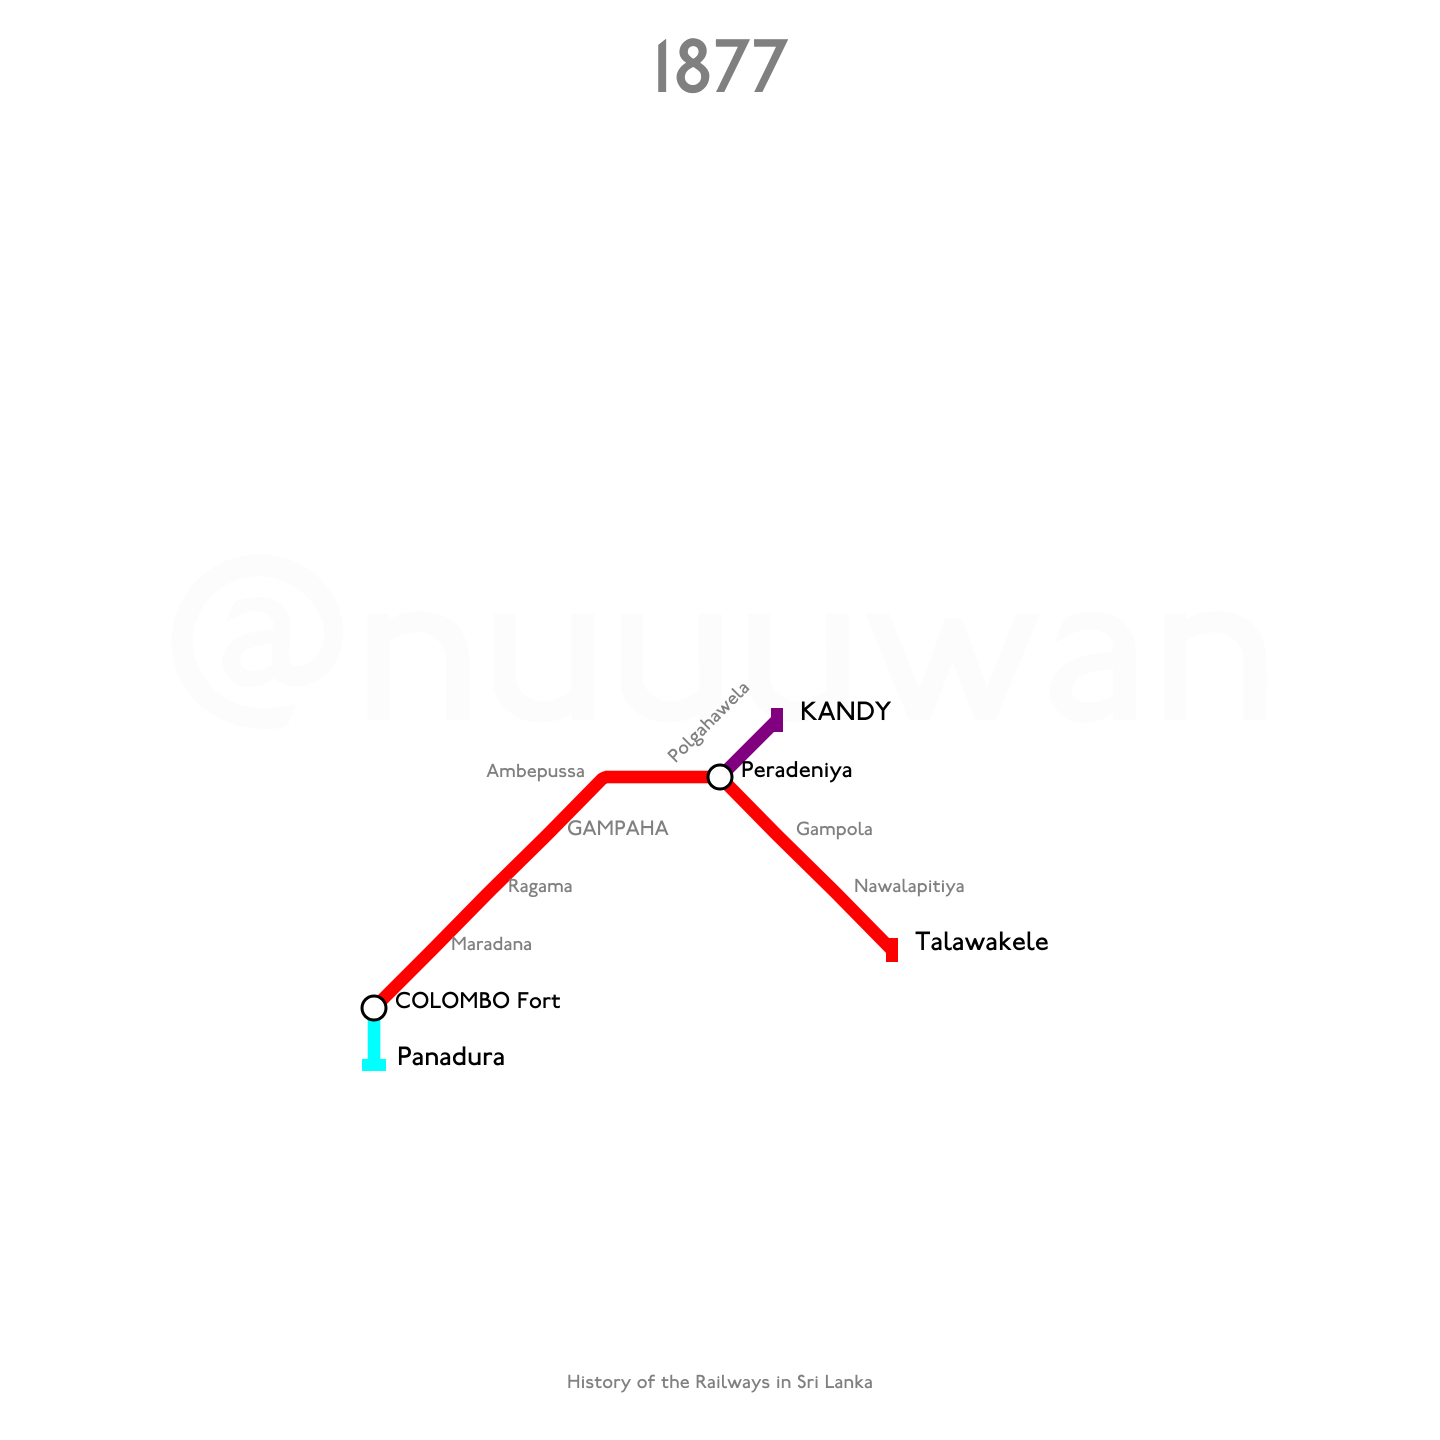 1877
@nuuuwan
Polgahawela
KANDY
Ambepussa
Peradeniya
GAMPAHA
Gampola
Ragama
Nawalapitiya
Maradana
Talawakele
COLOMBO Fort
Panadura
History of the Railways in Sri Lanka